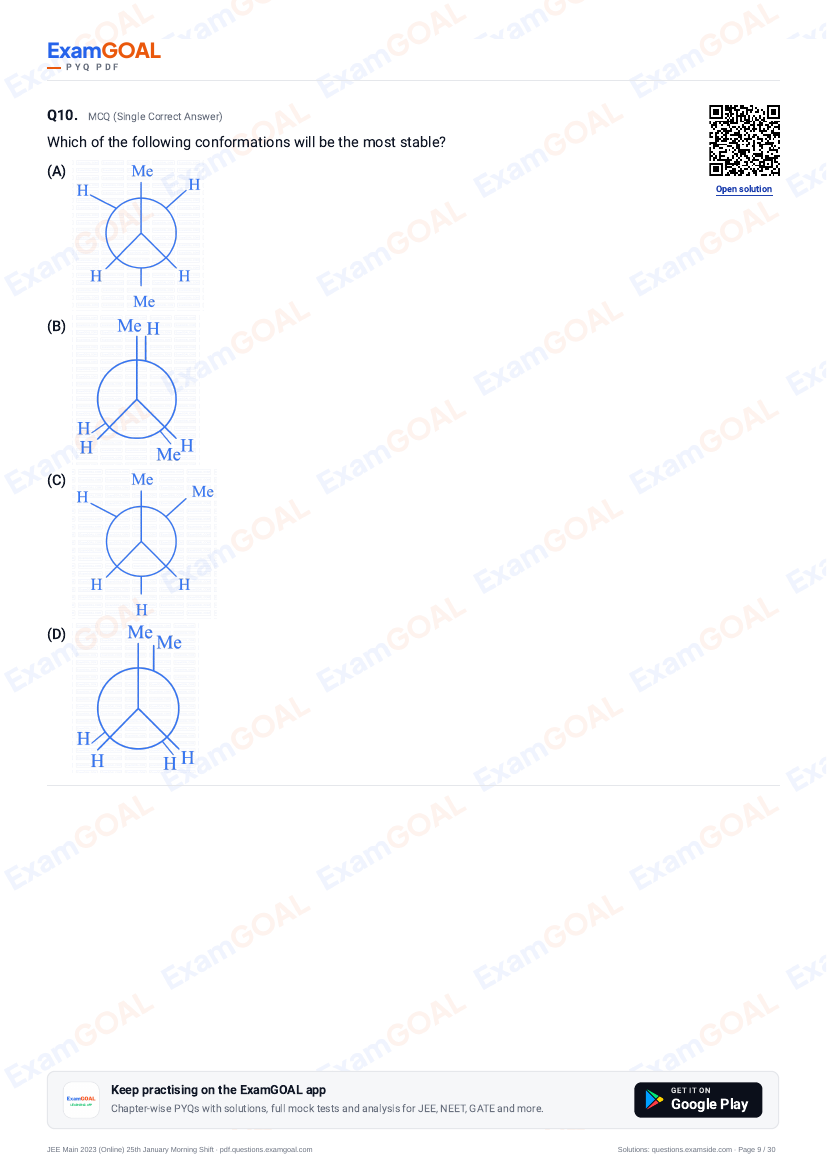 ExamGOAL
PYQ PDF
Q10. MCQ (Single Correct Answer)
Which of the following conformations will be the most stable?
Open solution
(A)
Me
H H
H H
Me
(B)
Me H
H H
H Me
(C)
Me
H Me
H H
H
(D)
Me Me
H H
H H
Keep practising on the ExamGOAL app
Chapter-wise PYQs with solutions, full mock tests and analysis for JEE, NEET, GATE and more.
GET IT ON
Google Play
JEE Main 2023 (Online) 25th January Morning Shift · pdf.questions.examgoal.com
Solutions: questions.examside.com · Page 9 / 30